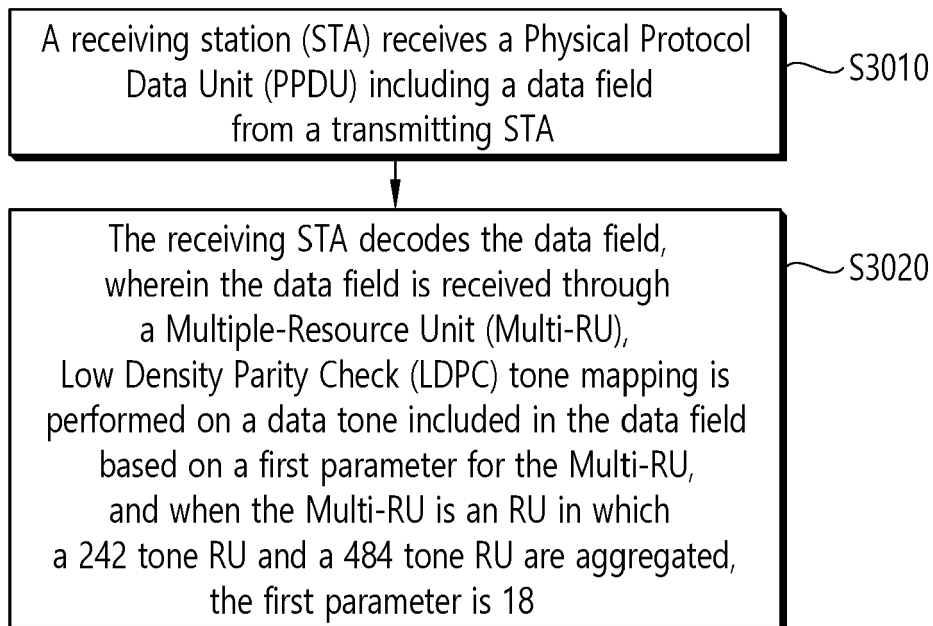 A receiving station (STA) receives a Physical Protocol
Data Unit (PPDU) including a data field
from a transmitting STA
S3010
The receiving STA decodes the data field,
wherein the data field is received through
a Multiple-Resource Unit (Multi-RU),
Low Density Parity Check (LDPC) tone mapping is
performed on a data tone included in the data field
based on a first parameter for the Multi-RU,
and when the Multi-RU is an RU in which
a 242 tone RU and a 484 tone RU are aggregated,
the first parameter is 18
S3020